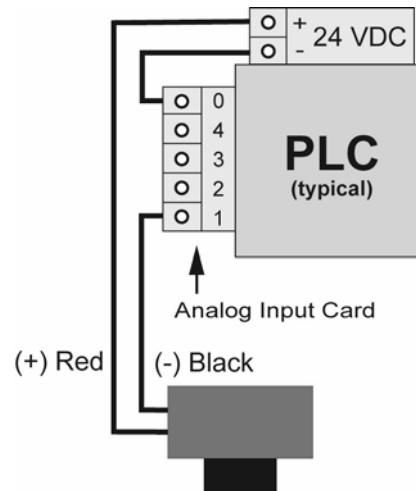 +
- 24 VDC
0
4
3
2
1
PLC
(typical)
Analog Input Card
(+) Red
(-) Black